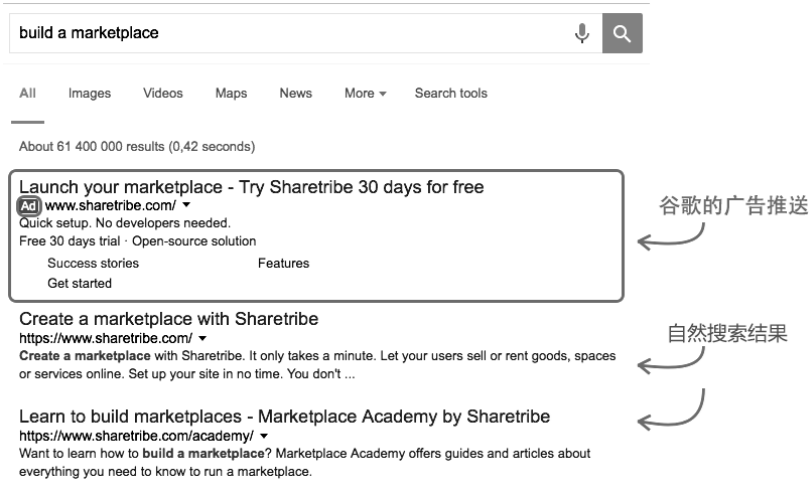 build a marketplace
All Images Videos Maps News More Search tools
About 61 400 000 results (0,42 seconds)
Launch your marketplace - Try Sharetribe 30 days for free
Ad www.sharetribe.com/
谷歌的广告推送
Quick setup. No developers needed.
Free 30 days trial · Open-source solution
Success stories Features
Get started
Create a marketplace with Sharetribe
自然搜索结果
https://www.sharetribe.com/
Create a marketplace with Sharetribe. It only takes a minute. Let your users sell or rent goods, spaces
or services online. Set up your site in no time. You don't ...
Learn to build marketplaces - Marketplace Academy by Sharetribe
https://www.sharetribe.com/academy/
Want to learn how to build a marketplace? Marketplace Academy offers guides and articles about
everything you need to know to run a marketplace.